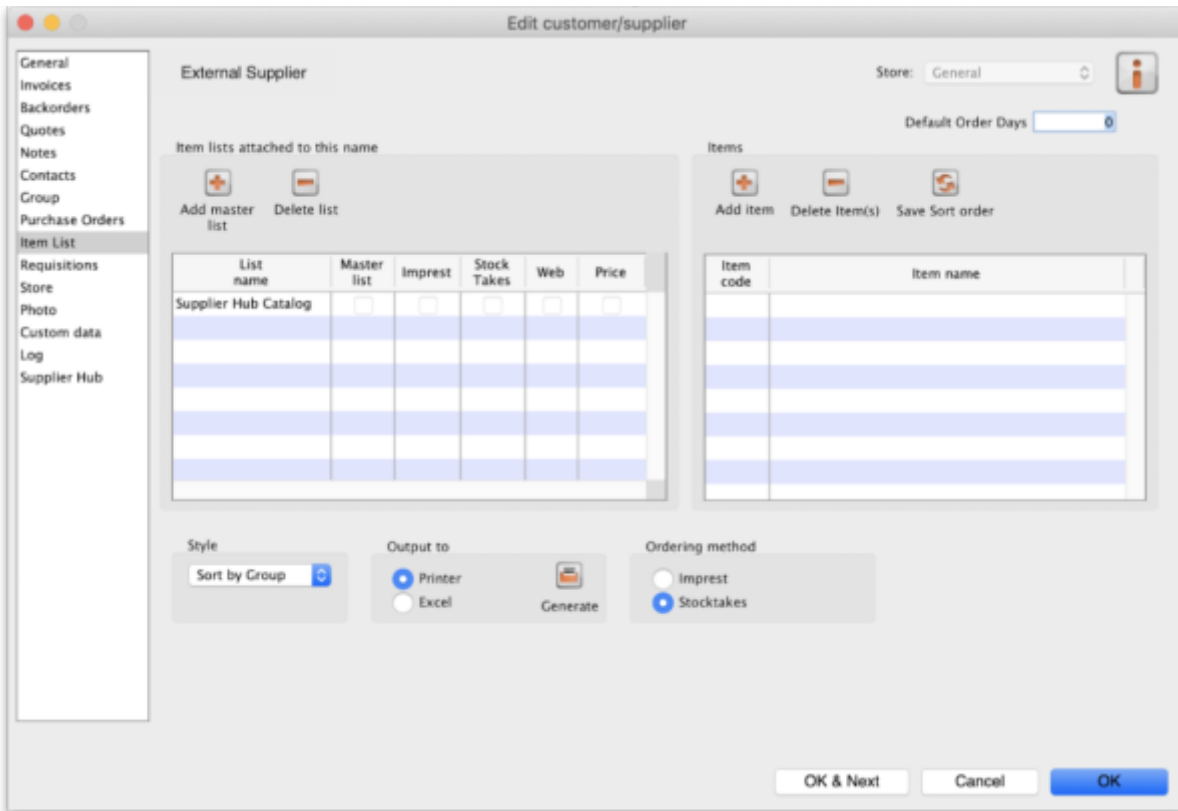 Edit customer/supplier
General
Invoices
Backorders
Quotes
Notes
Contacts
Group
Purchase Orders
Item List
Requisitions
Store
Photo
Custom data
Log
Supplier Hub
External Supplier
Store: General
Default Order Days 0
Item lists attached to this name
Add master
list
Delete list
List
name
Master
list
Imprest
Stock
Takes
Web
Price
Supplier Hub Catalog
Items
Add item
Delete Item(s)
Save Sort order
Item
code
Item name
Style
Sort by Group
Output to
Printer
Excel
Generate
Ordering method
Imprest
Stocktakes
OK & Next
Cancel
OK